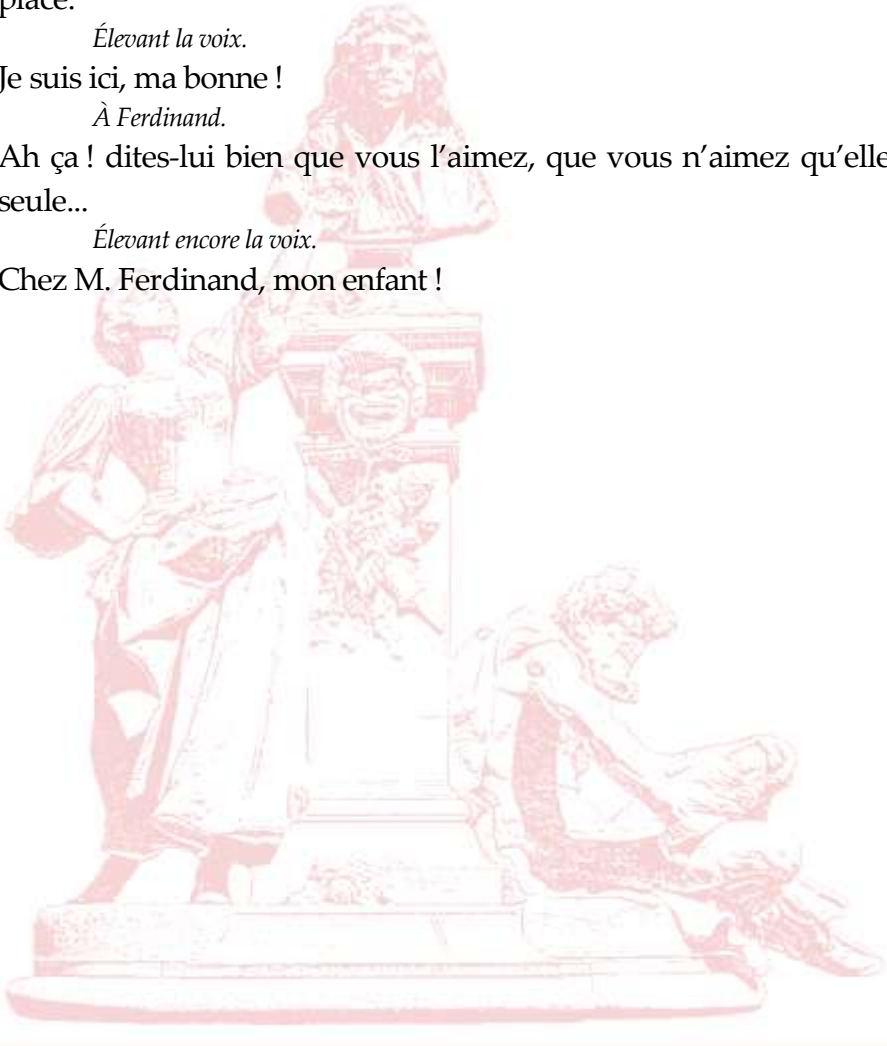 place.
Élevant la voix.
Je suis ici, ma bonne !
À Ferdinand.
Ah ça ! dites-lui bien que vous l’aimez, que vous n’aimez qu’elle
seule...
Élevant encore la voix.
Chez M. Ferdinand, mon enfant !